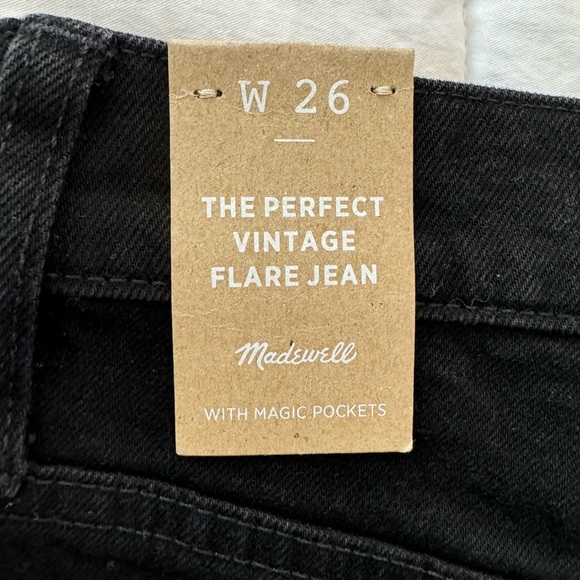 W 26
THE PERFECT
VINTAGE
FLARE JEAN
Madewell
WITH MAGIC POCKETS